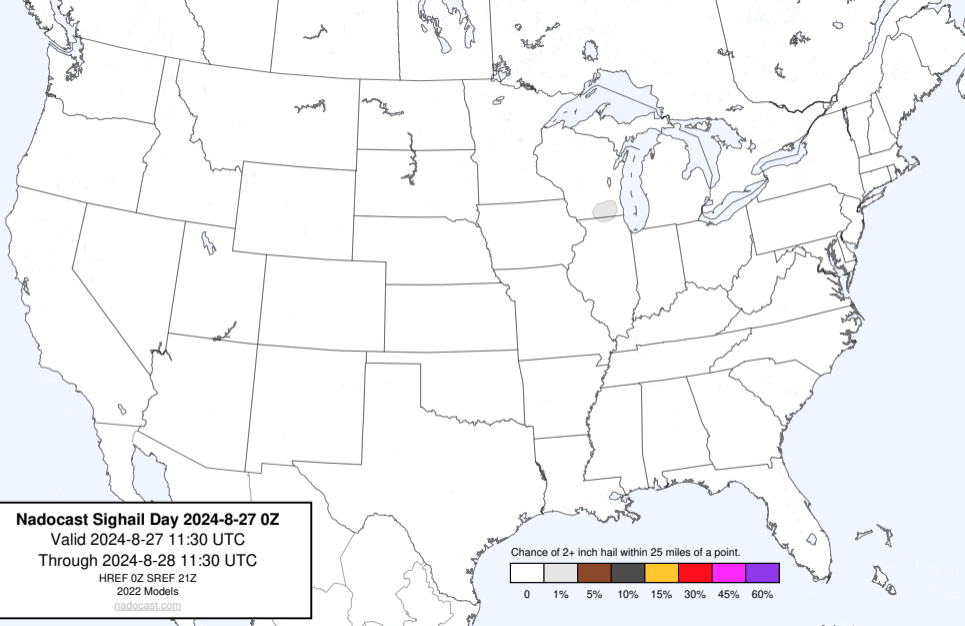 Nadocast Sighail Day 2024-8-27 0Z
Valid 2024-8-27 11:30 UTC
Through 2024-8-28 11:30 UTC
HREF 0Z SREF 21Z
2022 Models
nadocast.com
Chance of 2+ inch hail within 25 miles of a point.
0 1% 5% 10% 15% 30% 45% 60%